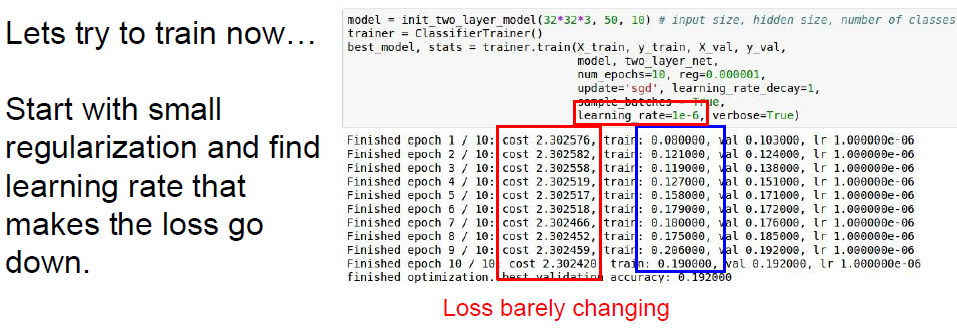 Lets try to train now…
Start with small
regularization and find
learning rate that
makes the loss go
down.
model = init_two_layer_model(32*32*3, 50, 10) # input size, hidden size, number of classes
trainer = ClassifierTrainer()
best_model, stats = trainer.train(X_train, y_train, X_val, y_val,
model, two_layer_net,
num_epochs=10, reg=0.000001,
update='sgd', learning_rate_decay=1,
sample_batches = True,
learning_rate=1e-6, verbose=True)
Finished epoch 1 / 10: cost 2.302576, train: 0.080000, val 0.103000, lr 1.000000e-06
Finished epoch 2 / 10: cost 2.302582, train: 0.121000, val 0.124000, lr 1.000000e-06
Finished epoch 3 / 10: cost 2.302558, train: 0.119000, val 0.138000, lr 1.000000e-06
Finished epoch 4 / 10: cost 2.302519, train: 0.127000, val 0.151000, lr 1.000000e-06
Finished epoch 5 / 10: cost 2.302517, train: 0.158000, val 0.171000, lr 1.000000e-06
Finished epoch 6 / 10: cost 2.302518, train: 0.179000, val 0.172000, lr 1.000000e-06
Finished epoch 7 / 10: cost 2.302466, train: 0.180000, val 0.176000, lr 1.000000e-06
Finished epoch 8 / 10: cost 2.302452, train: 0.175000, val 0.185000, lr 1.000000e-06
Finished epoch 9 / 10: cost 2.302459, train: 0.206000, val 0.192000, lr 1.000000e-06
Finished epoch 10 / 10: cost 2.302420, train: 0.190000, val 0.192000, lr 1.000000e-06
finished optimization. best validation accuracy: 0.192000
Loss barely changing